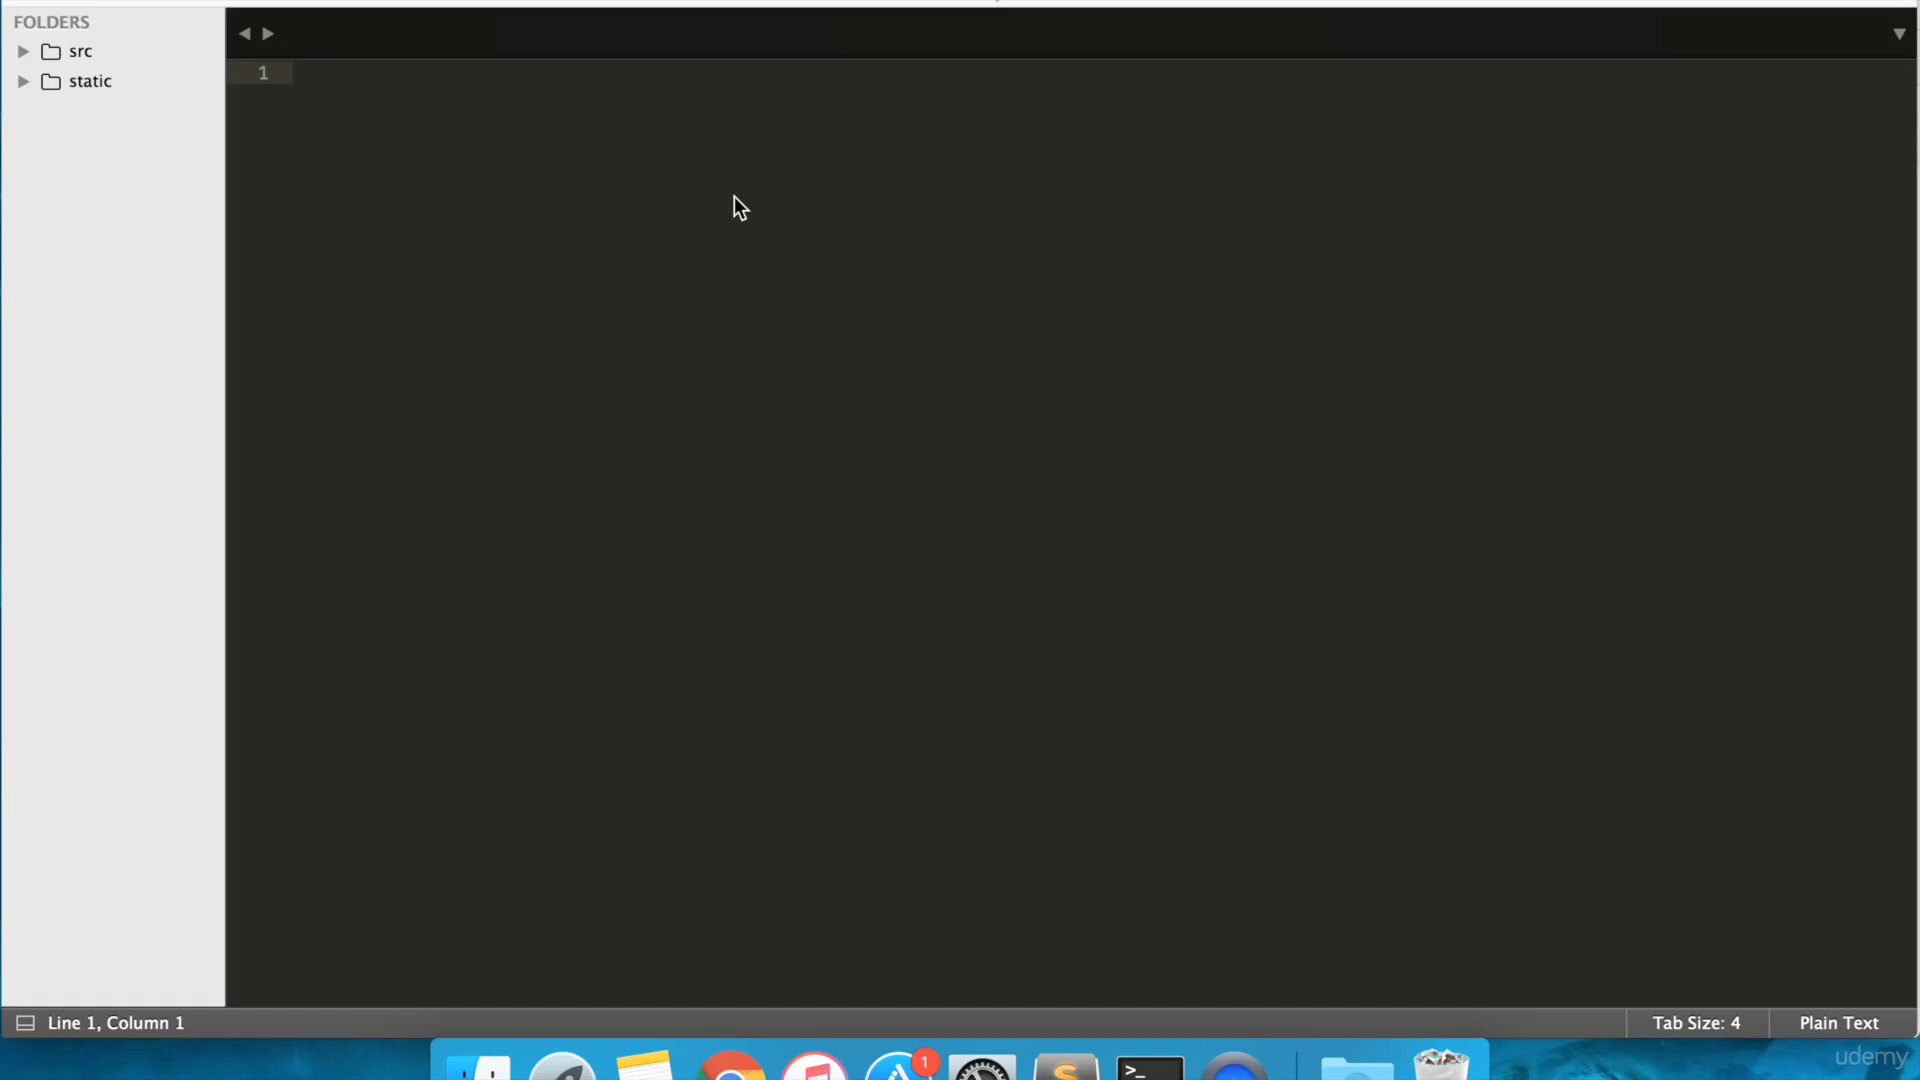 FOLDERS
src
static
1
Line 1, Column 1
Tab Size: 4
Plain Text
1
>_
S
udemy